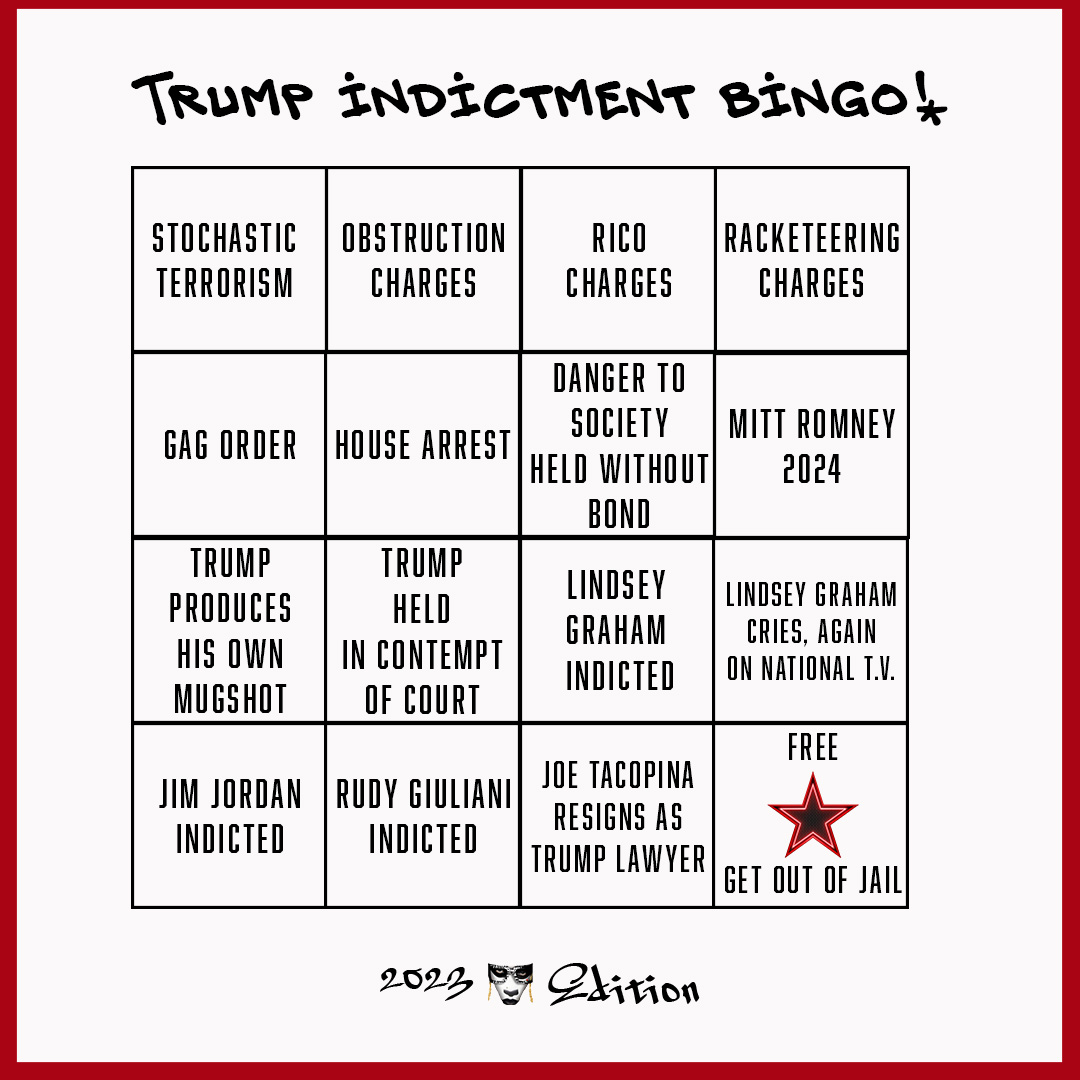 TRUMP INDICTMENT BINGO!*
STOCHASTIC
TERRORISM
OBSTRUCTION
CHARGES
RICO
CHARGES
RACKETEERING
CHARGES
GAG ORDER
HOUSE ARREST
DANGER TO
SOCIETY
HELD WITHOUT
BOND
MITT ROMNEY
2024
TRUMP
PRODUCES
HIS OWN
MUGSHOT
TRUMP
HELD
IN CONTEMPT
OF COURT
LINDSEY
GRAHAM
INDICTED
LINDSEY GRAHAM
CRIES, AGAIN
ON NATIONAL T.V.
JIM JORDAN
INDICTED
RUDY GIULIANI
INDICTED
JOE TACOPINA
RESIGNS AS
TRUMP LAWYER
FREE
GET OUT OF JAIL
2023 Edition